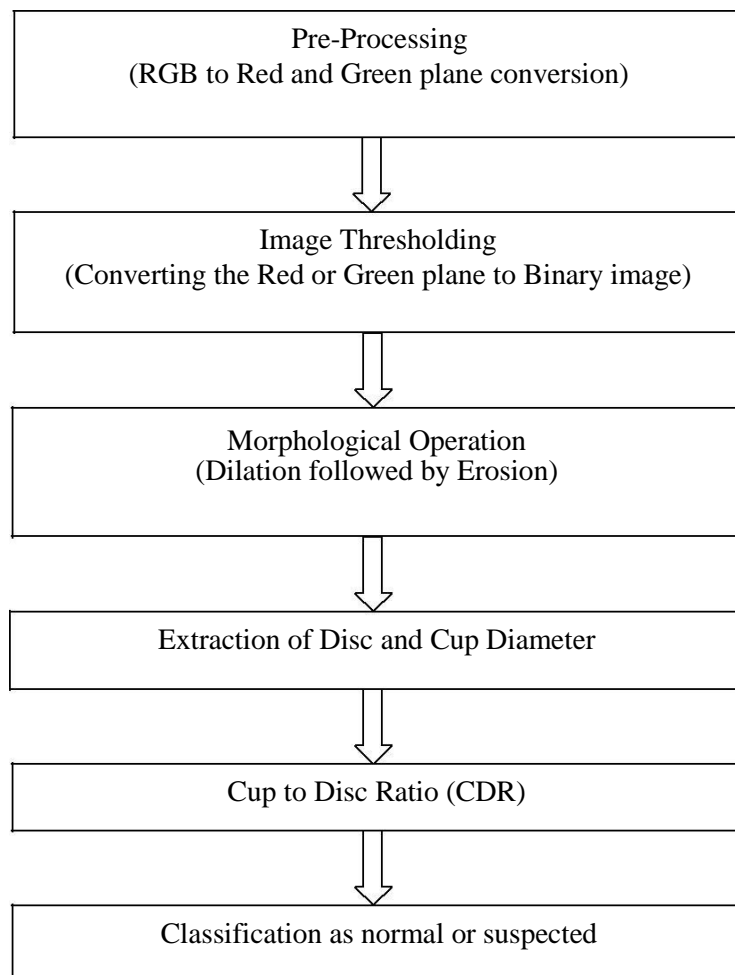 Pre-Processing
(RGB to Red and Green plane conversion)
Image Thresholding
(Converting the Red or Green plane to Binary image)
Morphological Operation
(Dilation followed by Erosion)
Extraction of Disc and Cup Diameter
Cup to Disc Ratio (CDR)
Classification as normal or suspected